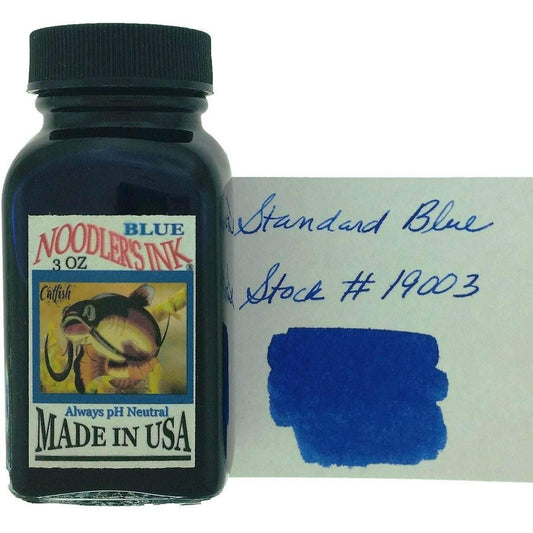 BLUE
NOODLER'S INK®
3 OZ
Catfish
Always pH Neutral
MADE IN USA
Standard Blue
Stock # 19003